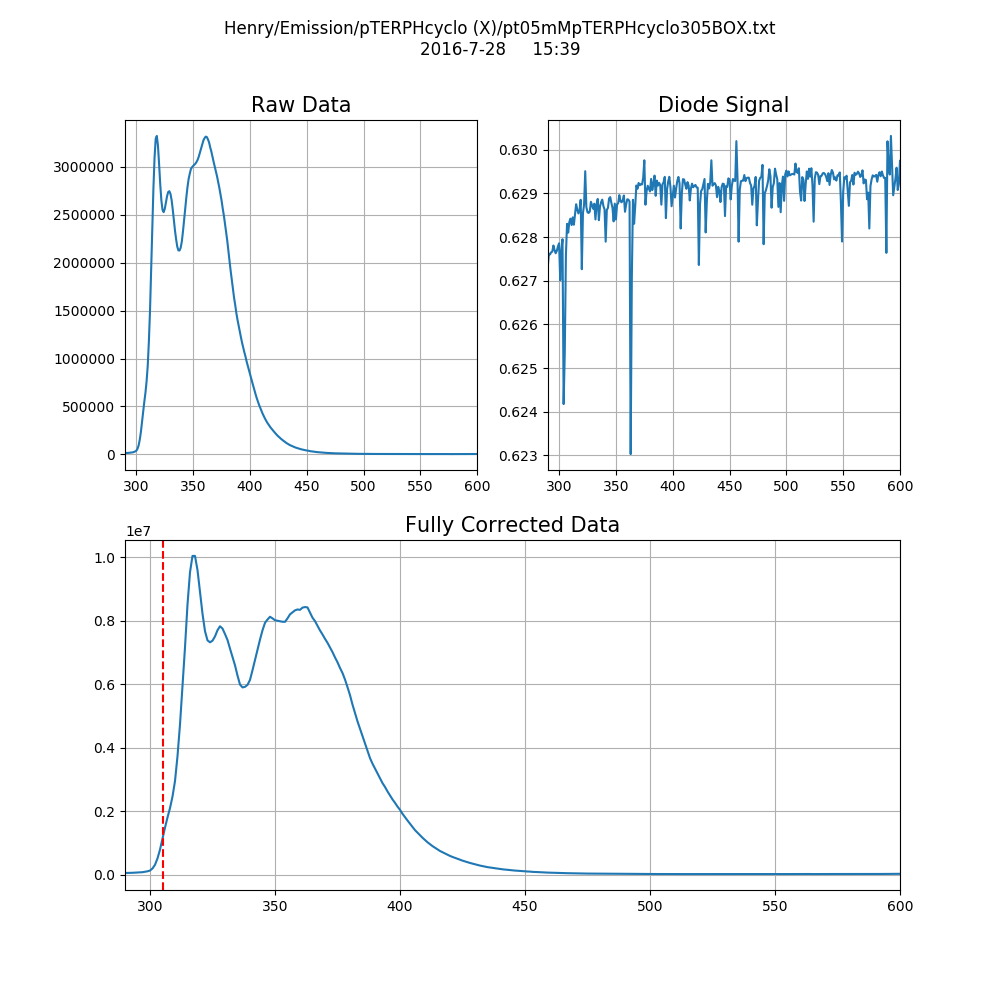 Henry/Emission/pTERPHcyclo (X)/pt05mMpTERPHcyclo305BOX.txt
2016-7-28 15:39
Raw Data
3000000
2500000
2000000
1500000
1000000
500000
0
300 350 400 450 500 550 600
Diode Signal
0.630
0.629
0.628
0.627
0.626
0.625
0.624
0.623
300 350 400 450 500 550 600
Fully Corrected Data
1e7
1.0
0.8
0.6
0.4
0.2
0.0
300 350 400 450 500 550 600